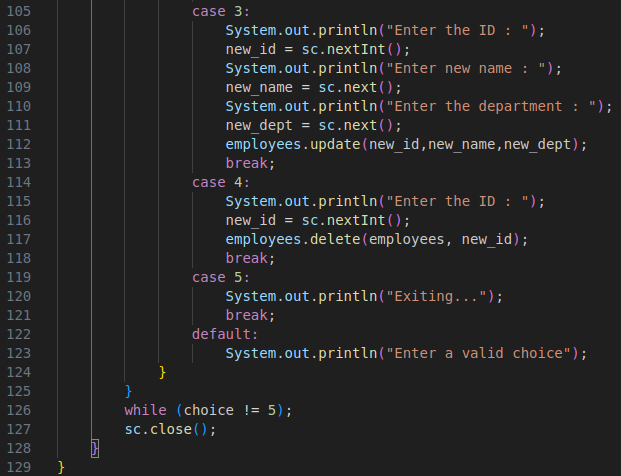 105 case 3:
106 System.out.println("Enter the ID : ");
107 new_id = sc.nextInt();
108 System.out.println("Enter new name : ");
109 new_name = sc.next();
110 System.out.println("Enter the department : ");
111 new_dept = sc.next();
112 employees.update(new_id,new_name,new_dept);
113 break;
114 case 4:
115 System.out.println("Enter the ID : ");
116 new_id = sc.nextInt();
117 employees.delete(employees, new_id);
118 break;
119 case 5:
120 System.out.println("Exiting...");
121 break;
122 default:
123 System.out.println("Enter a valid choice");
124 }
125 }
126 while (choice != 5);
127 sc.close();
128 }
129 }